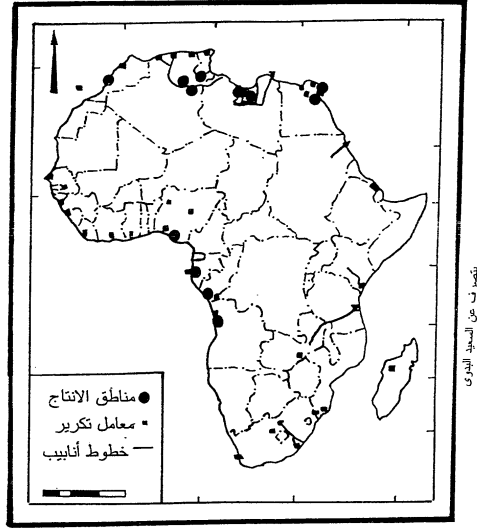 مناطق الانتاج
معامل تكرير
خطوط أنابيب
بتصرف عن السعيد البدوى